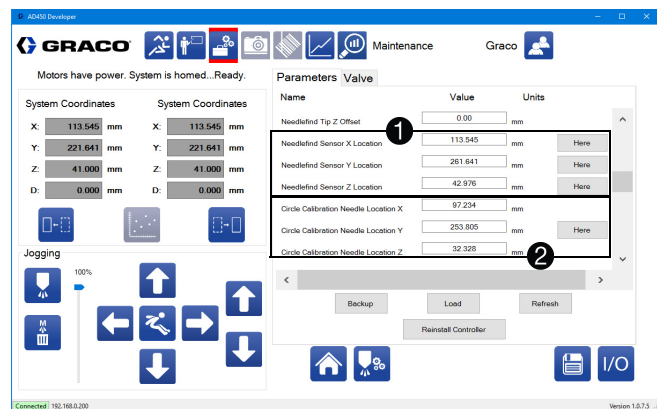 AD450 Developer
GRACO
Maintenance
Graco
Motors have power. System is homed...Ready.
System Coordinates System Coordinates
X: 113.545 mm X: 113.545 mm
Y: 221.641 mm Y: 221.641 mm
Z: 41.000 mm Z: 41.000 mm
D: 0.000 mm D: 0.000 mm
Jogging
100%
M
Parameters Valve
Name Value Units
Needlefind Tip Z Offset 0.00 mm
1
Needlefind Sensor X Location 113.545 mm Here
Needlefind Sensor Y Location 261.641 mm Here
Needlefind Sensor Z Location 42.976 mm Here
Circle Calibration Needle Location X 97.234 mm
Circle Calibration Needle Location Y 253.805 mm Here
Circle Calibration Needle Location Z 32.328 mm
2
Backup Load Refresh
Reinstall Controller
I/O
Connected 192.168.0.200
Version 1.0.7.5